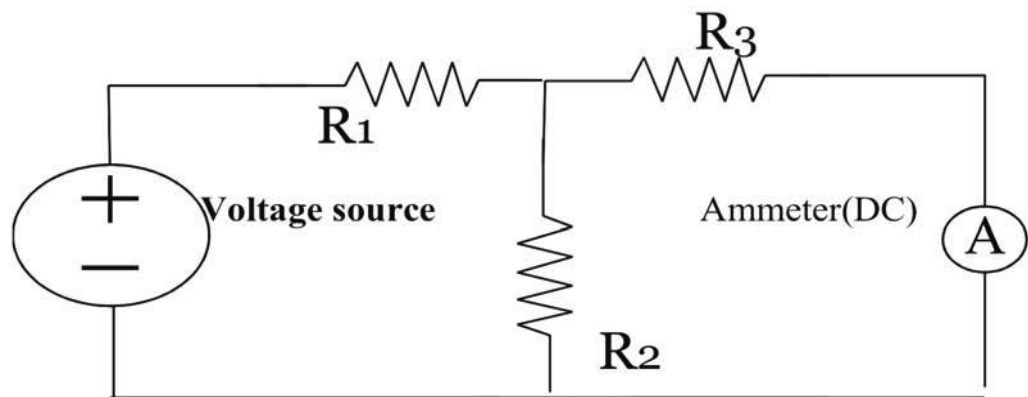 R3
R1
+
Voltage source
Ammeter(DC)
A
−
R2